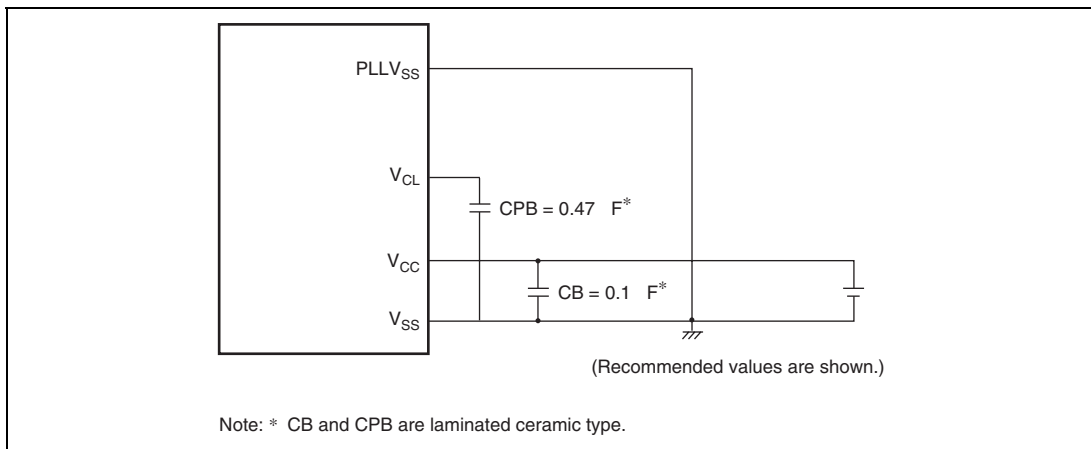 PLLVSS
VCL
CPB = 0.47 F*
VCC
CB = 0.1 F*
VSS
(Recommended values are shown.)
Note: * CB and CPB are laminated ceramic type.